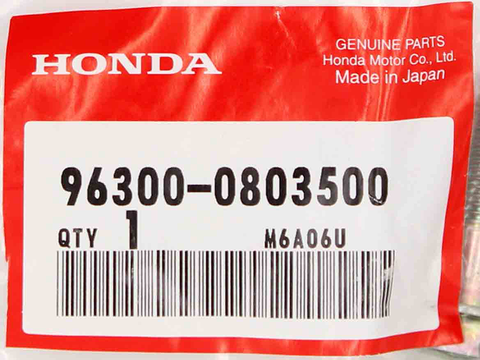 HONDA
GENUINE PARTS
Honda Motor Co., Ltd.
Made in Japan
96300-0803500
QTY 1 M6A06U